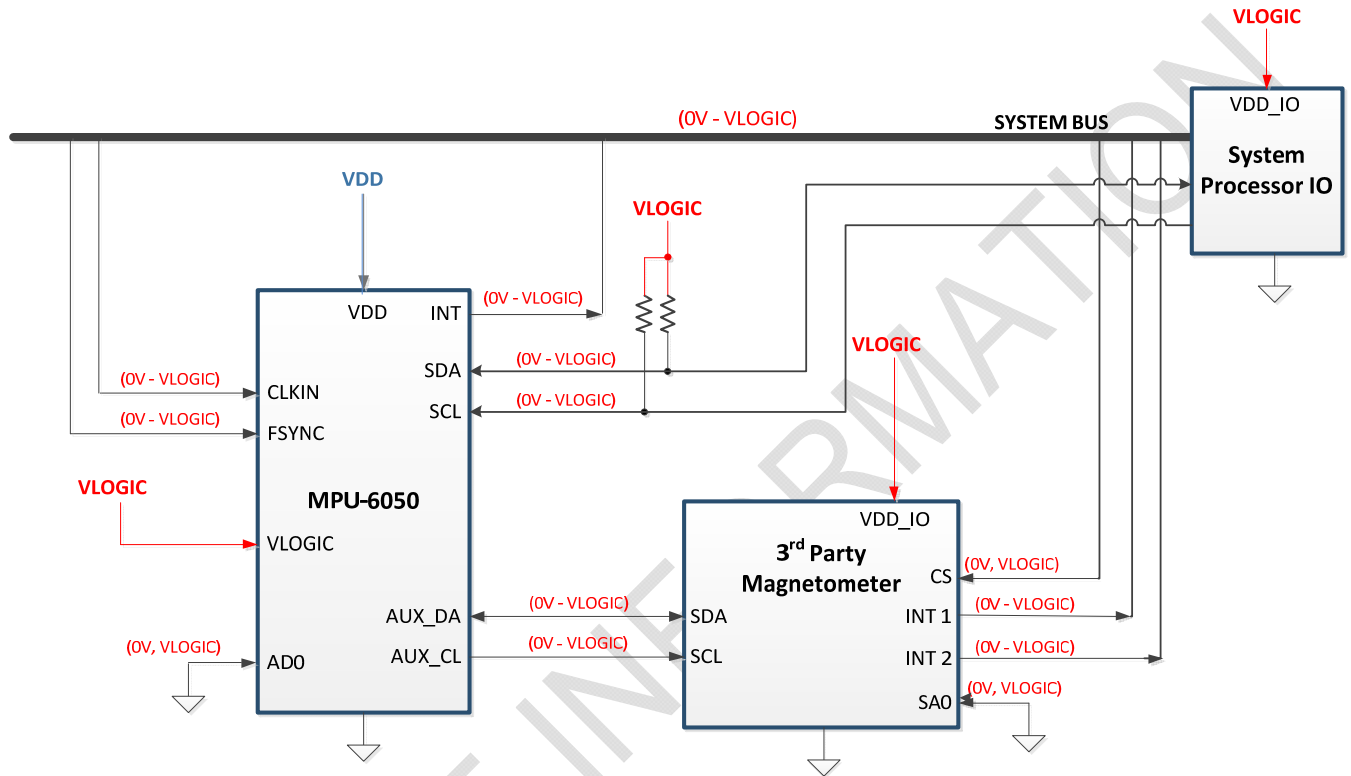 VLOGIC
VDD_IO
System
Processor IO
(0V - VLOGIC)
SYSTEM BUS
VDD
VLOGIC
VDD
INT
(0V - VLOGIC)
SDA
(0V - VLOGIC)
SCL
(0V - VLOGIC)
(0V - VLOGIC)
CLKIN
(0V - VLOGIC)
FSYNC
MPU-6050
VLOGIC
VLOGIC
AUX_DA
(0V - VLOGIC)
AUX_CL
(0V - VLOGIC)
(0V, VLOGIC)
AD0
VLOGIC
VDD_IO
3rd Party
Magnetometer
SDA
SCL
CS
(0V, VLOGIC)
INT 1
(0V - VLOGIC)
INT 2
(0V - VLOGIC)
SA0
(0V, VLOGIC)
E INFORMATION